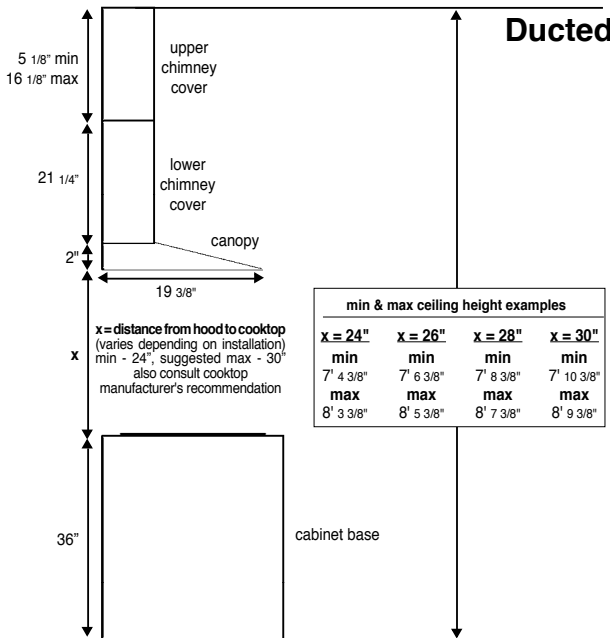 Ducted
5 1/8" min
16 1/8" max
upper
chimney
cover
21 1/4"
lower
chimney
cover
canopy
2"
19 3/8"
x = distance from hood to cooktop
(varies depending on installation)
min - 24", suggested max - 30"
also consult cooktop
manufacturer's recommendation
x
min & max ceiling height examples
x = 24" x = 26" x = 28" x = 30"
min min min min
7' 4 3/8" 7' 6 3/8" 7' 8 3/8" 7' 10 3/8"
max max max max
8' 3 3/8" 8' 5 3/8" 8' 7 3/8" 8' 9 3/8"
36"
cabinet base